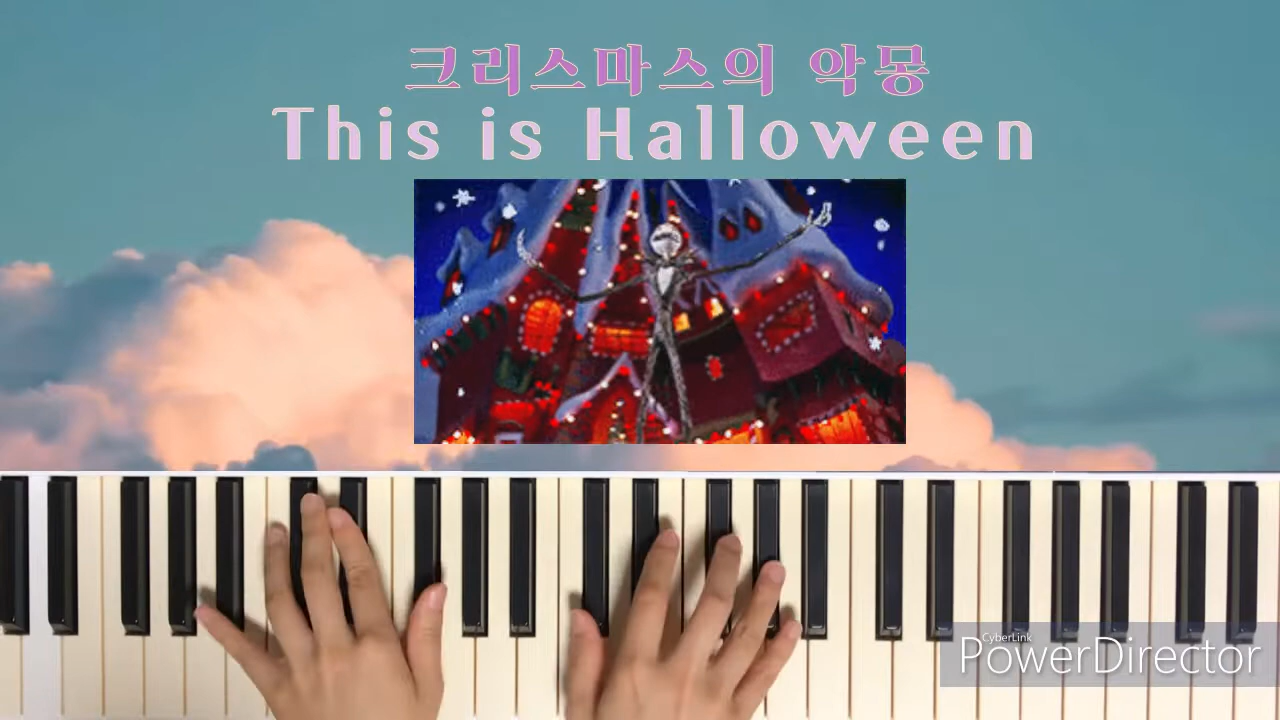 크리스마스의 악몽
This is Halloween
CyberLink
PowerDirector